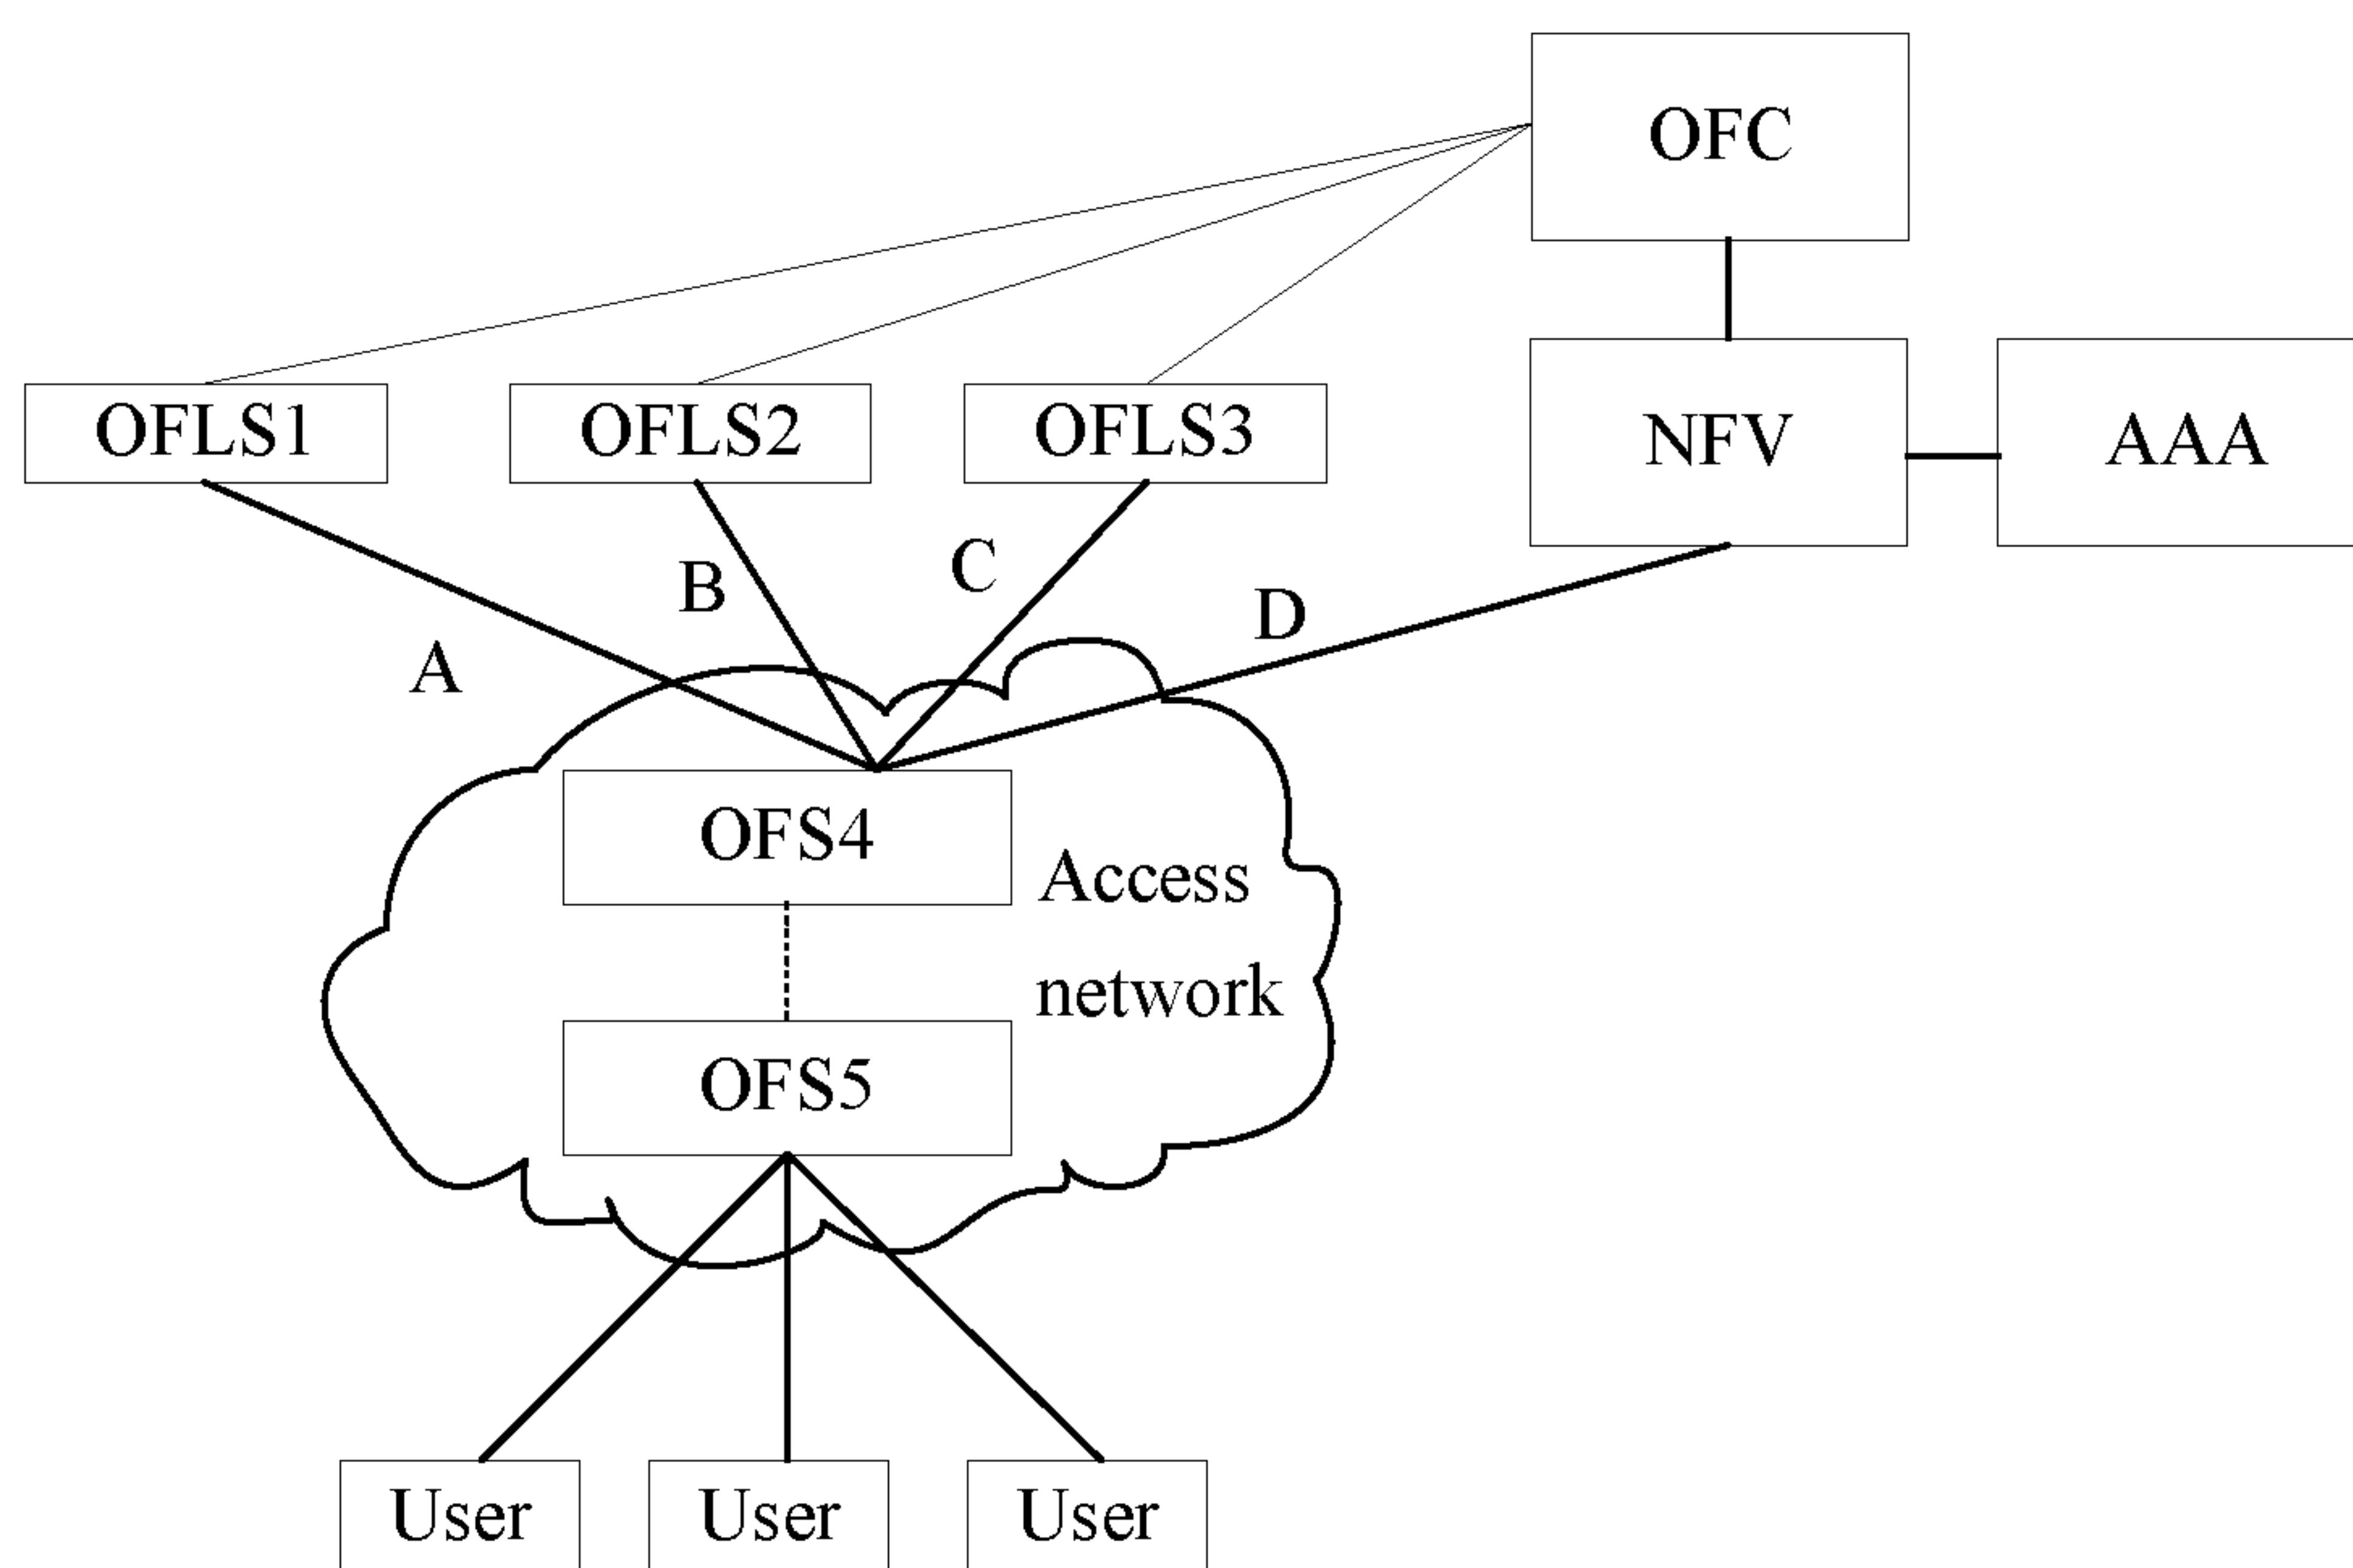 OFC
OFLS1
OFLS2
OFLS3
NFV
AAA
A
B
C
D
OFS4
Access
network
OFS5
User
User
User